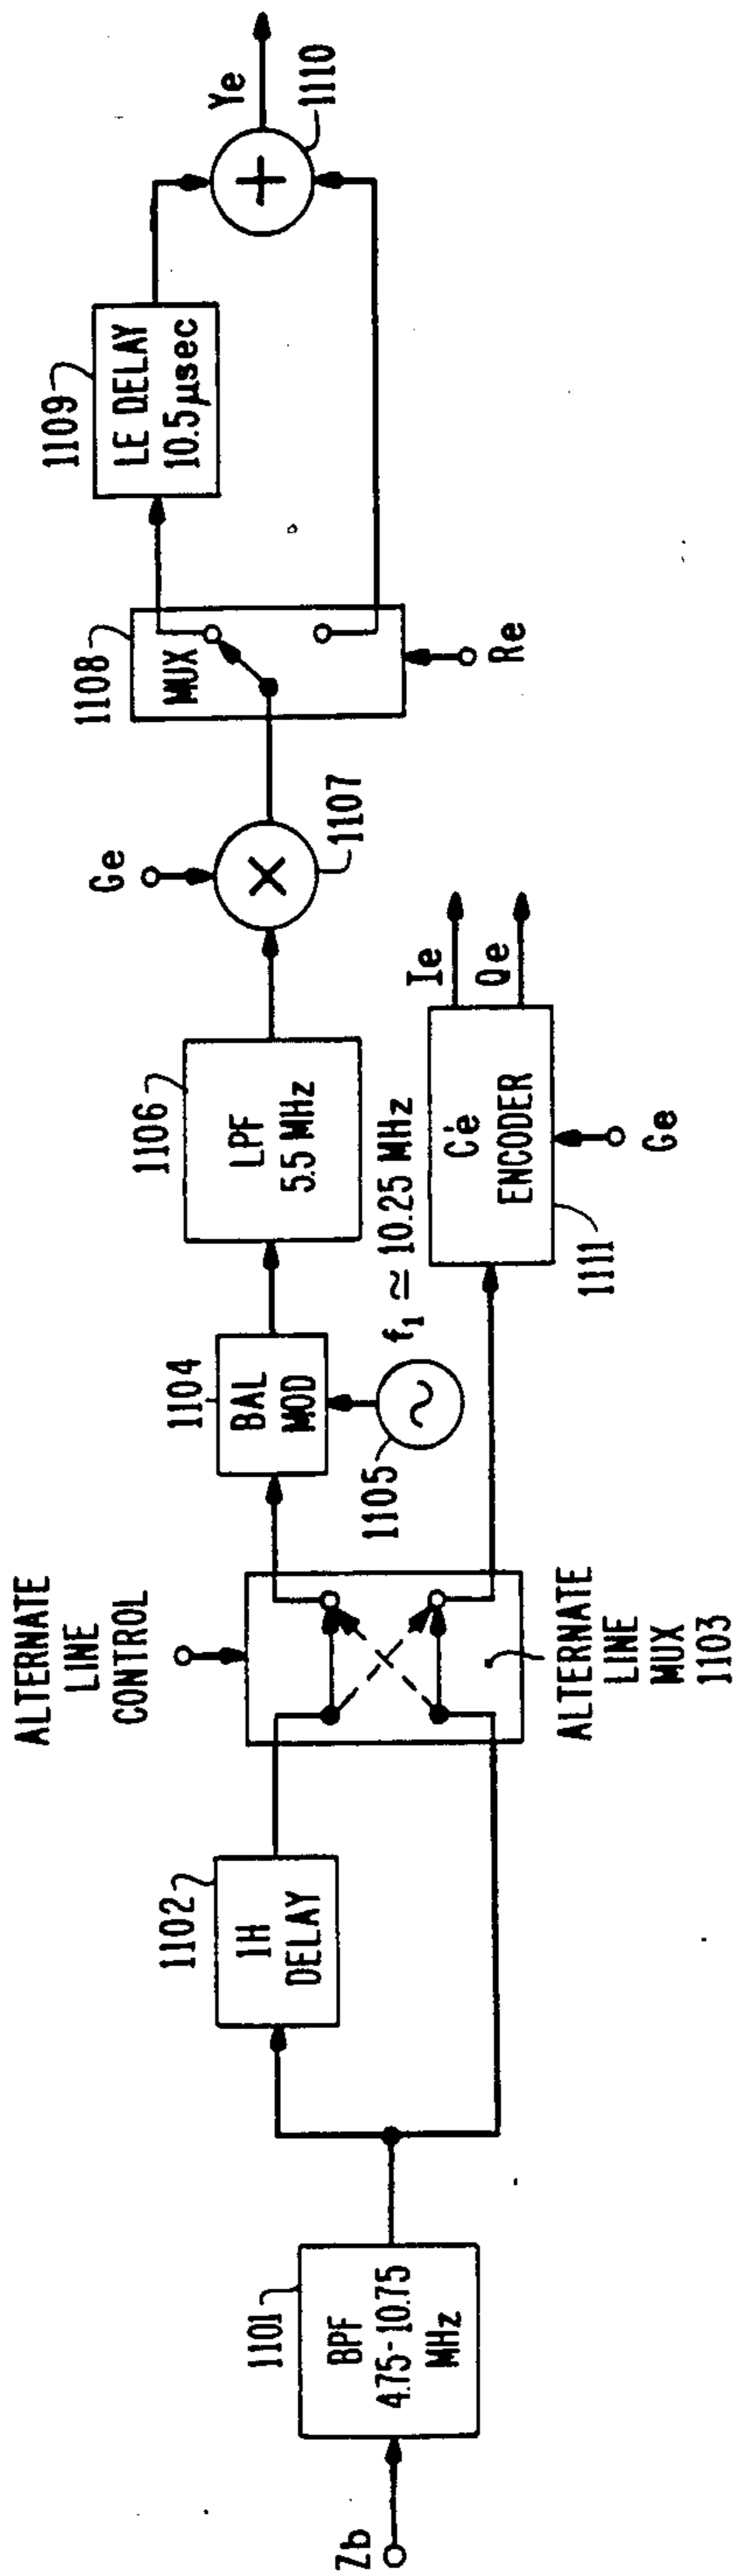 Zb
1101
BPF
4.75-10.75
MHz
1102
1H
DELAY
ALTERNATE
LINE
CONTROL
ALTERNATE
LINE
MUX
1103
1104
BAL
MOD
1105
f₁ ≃ 10.25 MHz
1106
LPF
5.5 MHz
Ge
1107
1108
MUX
Re
1109
LE DELAY
10.5 µsec
Ye
1110
C'e
ENCODER
1111
Ge
Ie
Qe